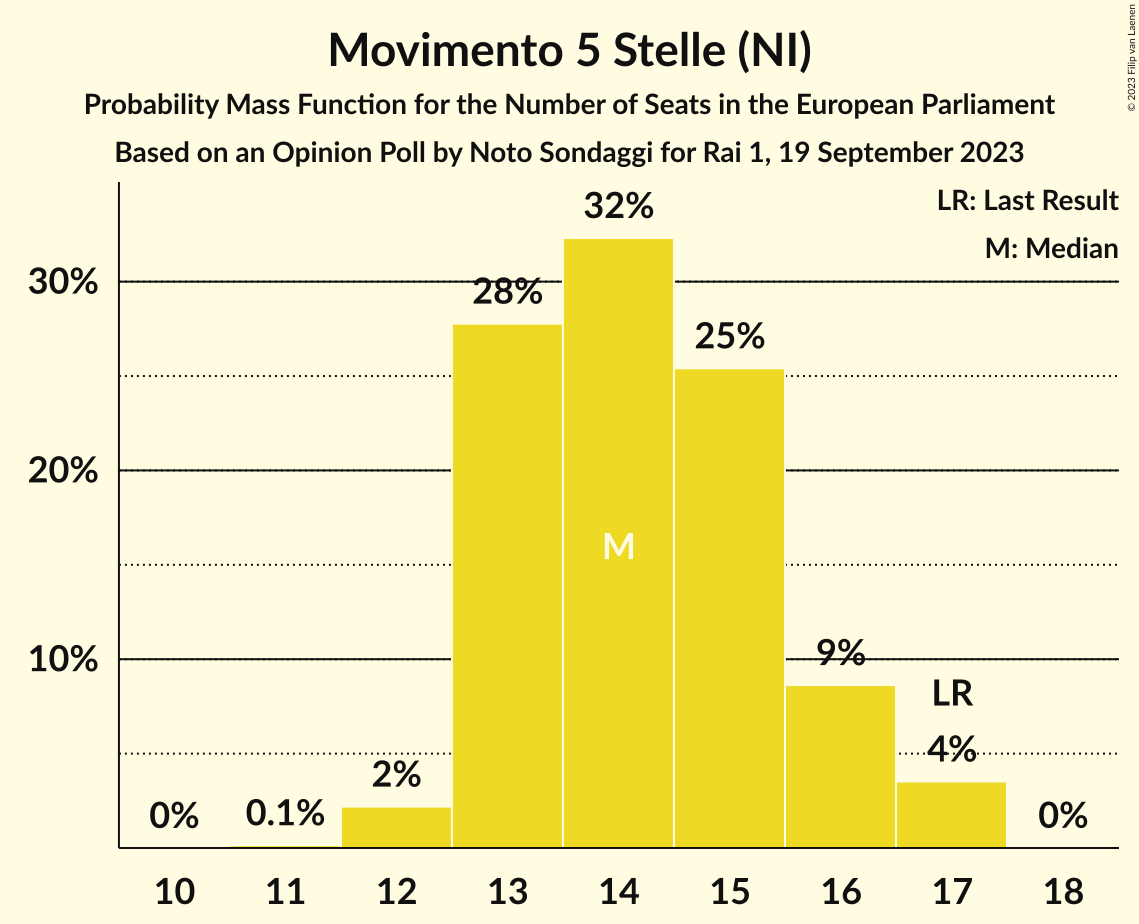 Movimento 5 Stelle (NI)
Probability Mass Function for the Number of Seats in the European Parliament
Based on an Opinion Poll by Noto Sondaggi for Rai 1, 19 September 2023
© 2023 Filip van Laenen
LR: Last Result
M: Median
32%
30%
28%
25%
20%
M
10%
9%
LR
4%
2%
0%
0.1%
0%
10 11 12 13 14 15 16 17 18